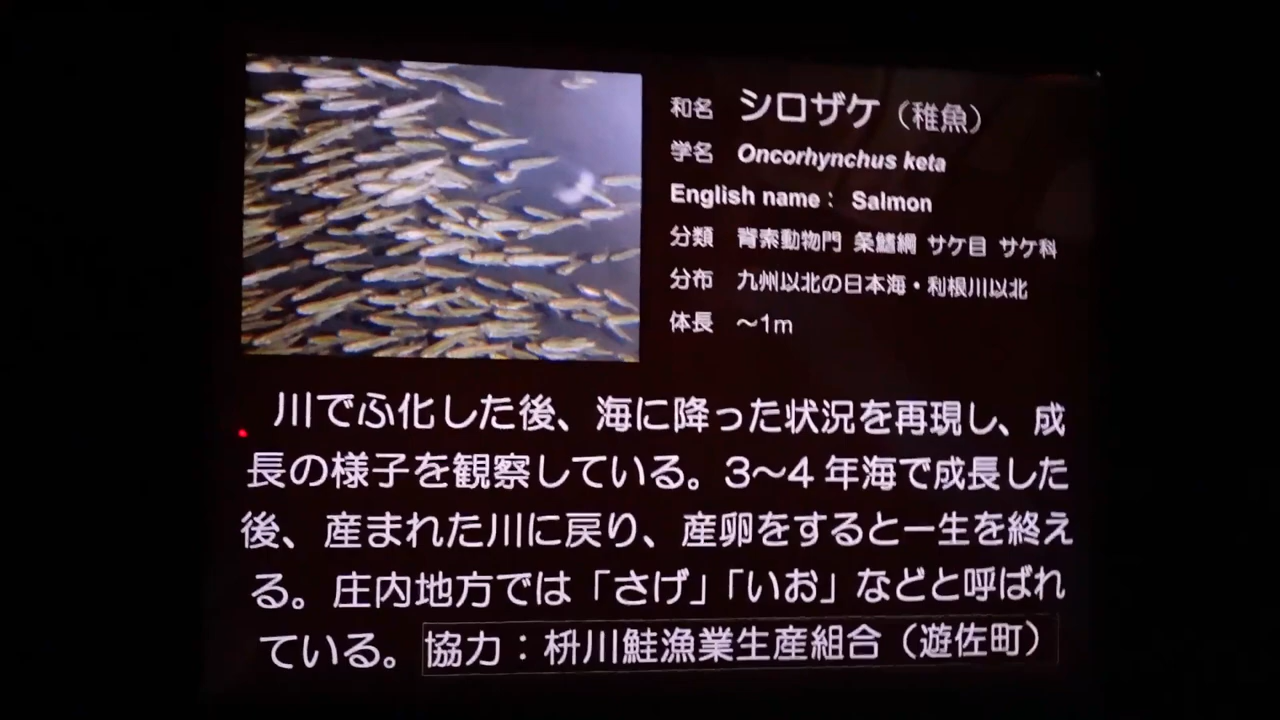 和名 シロザケ（稚魚）
学名 Oncorhynchus keta
English name： Salmon
分類 脊索動物門 条鰭綱 サケ目 サケ科
分布 九州以北の日本海・利根川以北
体長 〜1m
川でふ化した後、海に降った状況を再現し、成
長の様子を観察している。3〜4 年海で成長した
後、産まれた川に戻り、産卵をすると一生を終え
る。庄内地方では「さげ」「いお」などと呼ばれ
ている。協力：枡川鮭漁業生産組合（遊佐町）